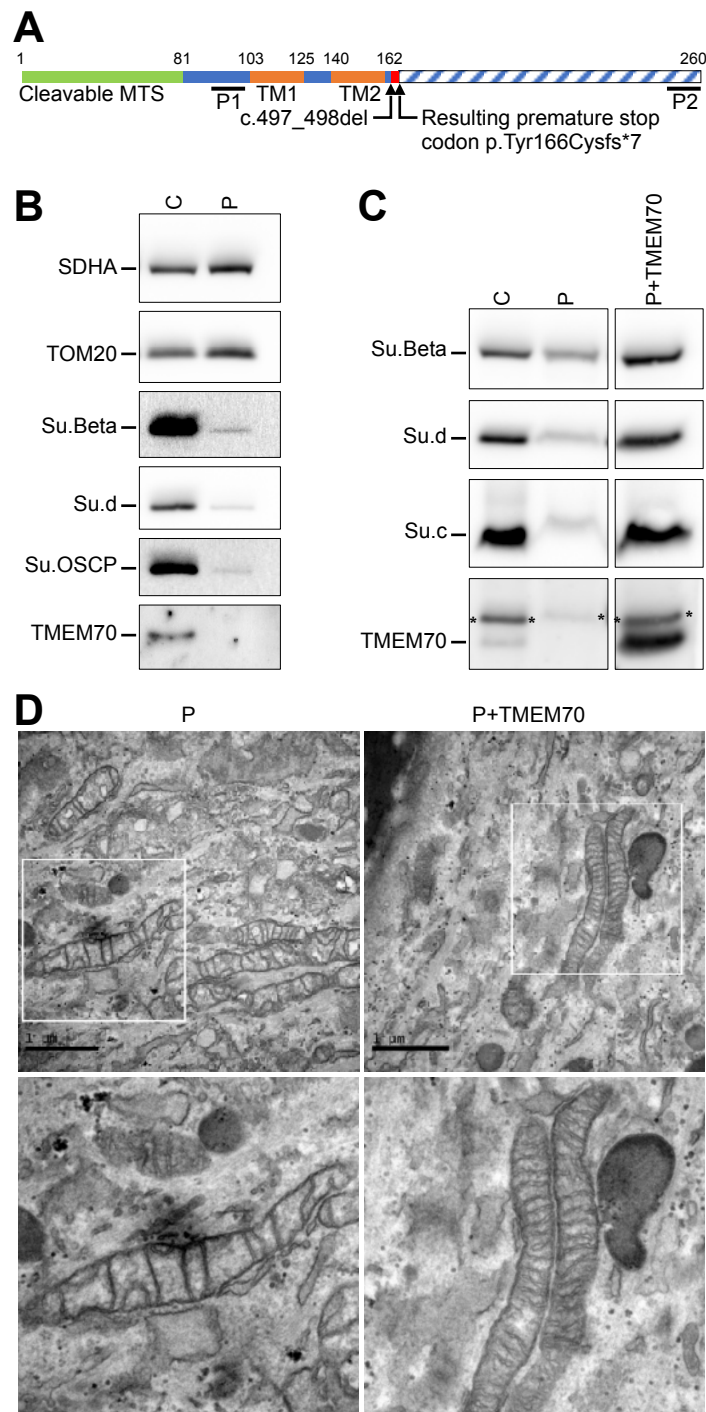 A
1 81 103 125 140 162 260
Cleavable MTS P1 TM1 TM2 P2
c.497_498del Resulting premature stop
codon p.Tyr166Cysfs*7
B
C P
SDHA
TOM20
Su.Beta
Su.d
Su.OSCP
TMEM70
C
C P P+TMEM70
Su.Beta
Su.d
Su.c
* * * * *
TMEM70
D
P P+TMEM70
1 µm 1 µm